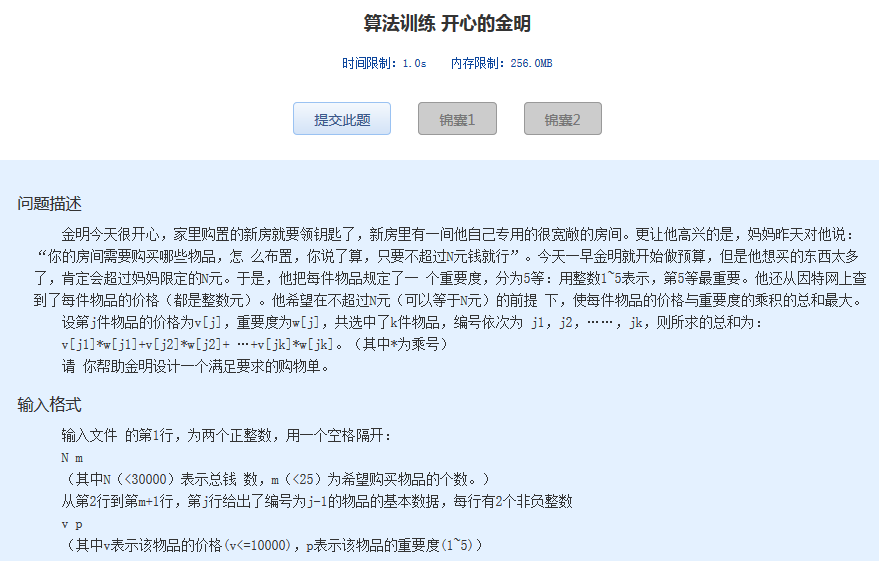 算法训练 开心的金明
时间限制：1.0s 内存限制：256.0MB
提交此题 锦囊1 锦囊2
问题描述
金明今天很开心，家里购置的新房就要领钥匙了，新房里有一间他自己专用的很宽敞的房间。更让他高兴的是，妈妈昨天对他说：
“你的房间需要购买哪些物品，怎 么布置，你说了算，只要不超过N元钱就行”。今天一早金明就开始做预算，但是他想买的东西太多
了，肯定会超过妈妈限定的N元。于是，他把每件物品规定了一 个重要度，分为5等：用整数1~5表示，第5等最重要。他还从因特网上查
到了每件物品的价格（都是整数元）。他希望在不超过N元（可以等于N元）的前提 下，使每件物品的价格与重要度的乘积的总和最大。
设第j件物品的价格为v[j]，重要度为w[j]，共选中了k件物品，编号依次为 j1，j2，……，jk，则所求的总和为：
v[j1]*w[j1]+v[j2]*w[j2]+ …+v[jk]*w[jk]。（其中*为乘号）
请 你帮助金明设计一个满足要求的购物单。
输入格式
输入文件 的第1行，为两个正整数，用一个空格隔开：
N m
（其中N（<30000）表示总钱 数，m（<25）为希望购买物品的个数。）
从第2行到第m+1行，第j行给出了编号为j-1的物品的基本数据，每行有2个非负整数
v p
（其中v表示该物品的价格(v<=10000)，p表示该物品的重要度(1~5)）